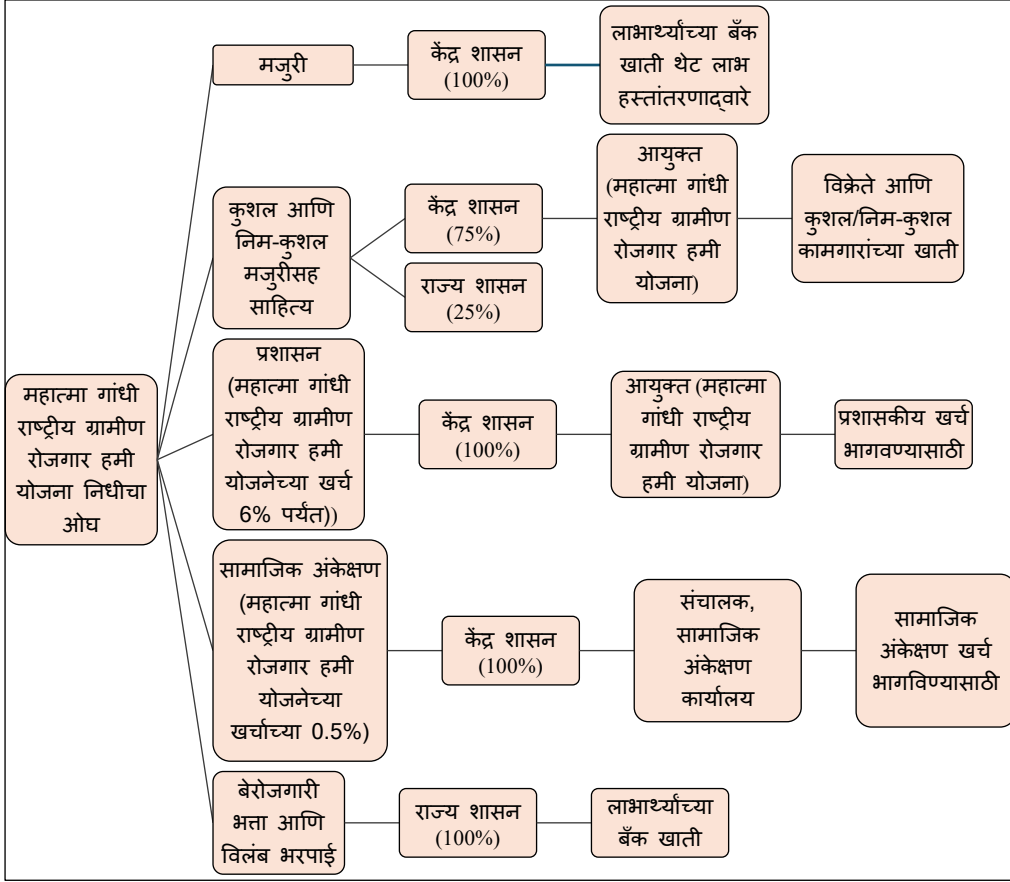 महात्मा गांधी
राष्ट्रीय ग्रामीण
रोजगार हमी
योजना निधीचा
ओघ
मजुरी
केंद्र शासन
(100%)
लाभार्थ्यांच्या बँक
खाती थेट लाभ
हस्तांतरणाद्वारे
कुशल आणि
निम-कुशल
मजुरीसह
साहित्य
केंद्र शासन
(75%)
राज्य शासन
(25%)
आयुक्त
(महात्मा गांधी
राष्ट्रीय ग्रामीण
रोजगार हमी
योजना)
विक्रेते आणि
कुशल/निम-कुशल
कामगारांच्या खाती
प्रशासन
(महात्मा गांधी
राष्ट्रीय ग्रामीण
रोजगार हमी
योजनेच्या खर्च
6% पर्यंत))
केंद्र शासन
(100%)
आयुक्त (महात्मा
गांधी राष्ट्रीय
ग्रामीण रोजगार
हमी योजना)
प्रशासकीय खर्च
भागवण्यासाठी
सामाजिक अंकेक्षण
(महात्मा गांधी
राष्ट्रीय ग्रामीण
रोजगार हमी
योजनेच्या
खर्चाच्या 0.5%)
केंद्र शासन
(100%)
संचालक,
सामाजिक
अंकेक्षण
कार्यालय
सामाजिक
अंकेक्षण खर्च
भागविण्यासाठी
बेरोजगारी
भत्ता आणि
विलंब भरपाई
राज्य शासन
(100%)
लाभार्थ्यांच्या
बँक खाती